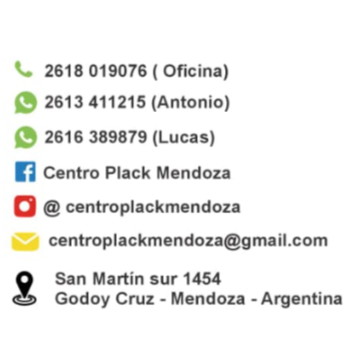 2618 019076 ( Oficina)
2613 411215 (Antonio)
2616 389879 (Lucas)
Centro Plack Mendoza
@ centroplackmendoza
centroplackmendoza@gmail.com
San Martín sur 1454
Godoy Cruz - Mendoza - Argentina